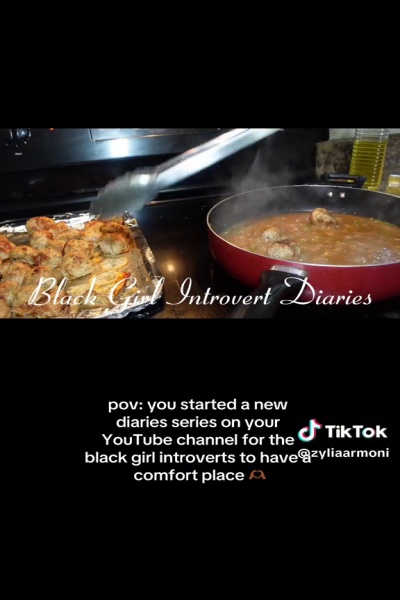 Black Girl Introvert Diaries
pov: you started a new
diaries series on your
YouTube channel for the
black girl introverts to have a
comfort place 🫶🏾
TikTok
@zyliaarmoni